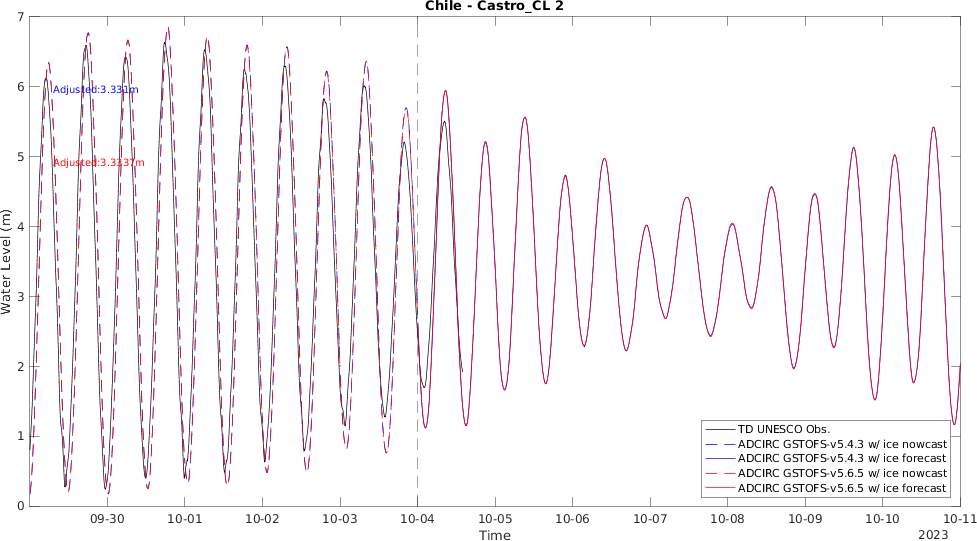 Chile - Castro_CL 2
Water Level (m)
7
6
5
4
3
2
1
0
Adjusted:3.331m
Adjusted:3.3337m
TD UNESCO Obs.
ADCIRC GSTOFS-v5.4.3 w/ ice nowcast
ADCIRC GSTOFS-v5.4.3 w/ ice forecast
ADCIRC GSTOFS-v5.6.5 w/ ice nowcast
ADCIRC GSTOFS-v5.6.5 w/ ice forecast
09-30 10-01 10-02 10-03 10-04 10-05 10-06 10-07 10-08 10-09 10-10 10-11
Time
2023